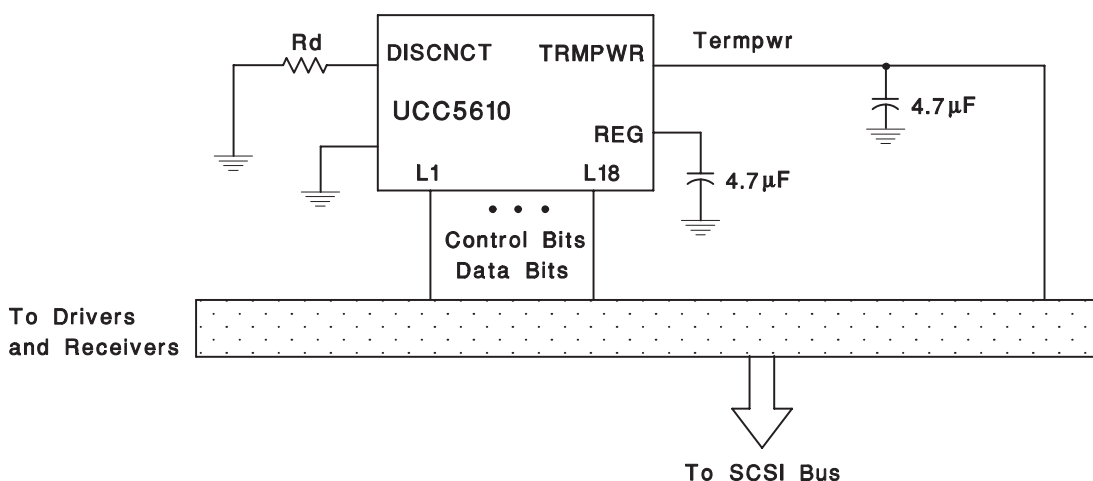 Rd
DISCNCT
TRMPWR
Termpwr
UCC5610
4.7µF
REG
L1
L18
4.7µF
• • •
Control Bits
Data Bits
To Drivers
and Receivers
To SCSI Bus